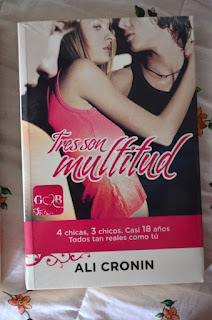 Tres son
multitud
G&B
4 chicas, 3 chicos. Casi 18 años
Todos tan reales como tú
ALI CRONIN